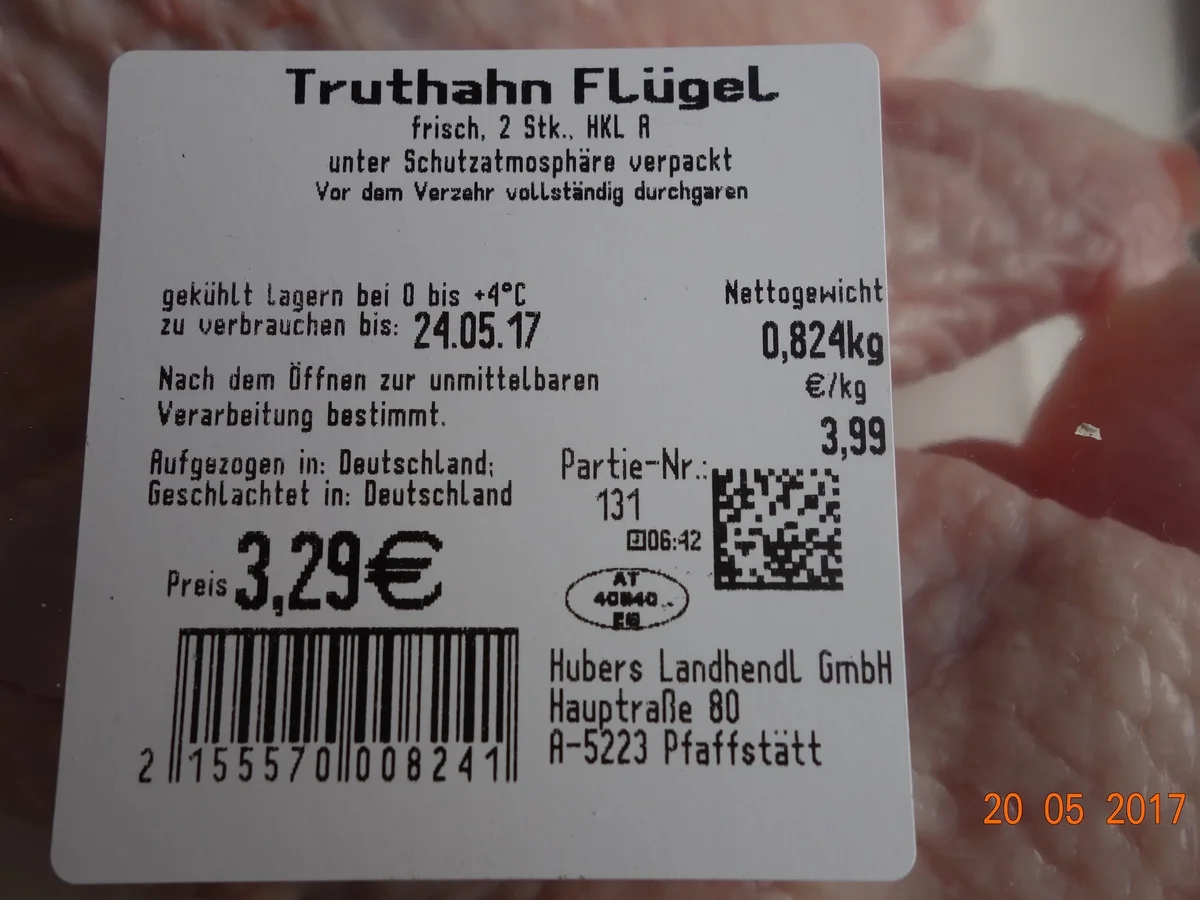 Truthahn Flügel
frisch, 2 Stk., HKL A
unter Schutzatmosphäre verpackt
Vor dem Verzehr vollständig durchgaren
gekühlt lagern bei 0 bis +4°C
zu verbrauchen bis: 24.05.17
Nach dem Öffnen zur unmittelbaren
Verarbeitung bestimmt.
Aufgezogen in: Deutschland;
Geschlachtet in: Deutschland
Nettogewicht
0,824kg
€/kg
3,99
Partie-Nr.:
131
06:42
Preis 3,29€
AT
EG
Hubers Landhendl GmbH
Hauptraße 80
A-5223 Pfaffstätt
2 155570 008241
20 05 2017